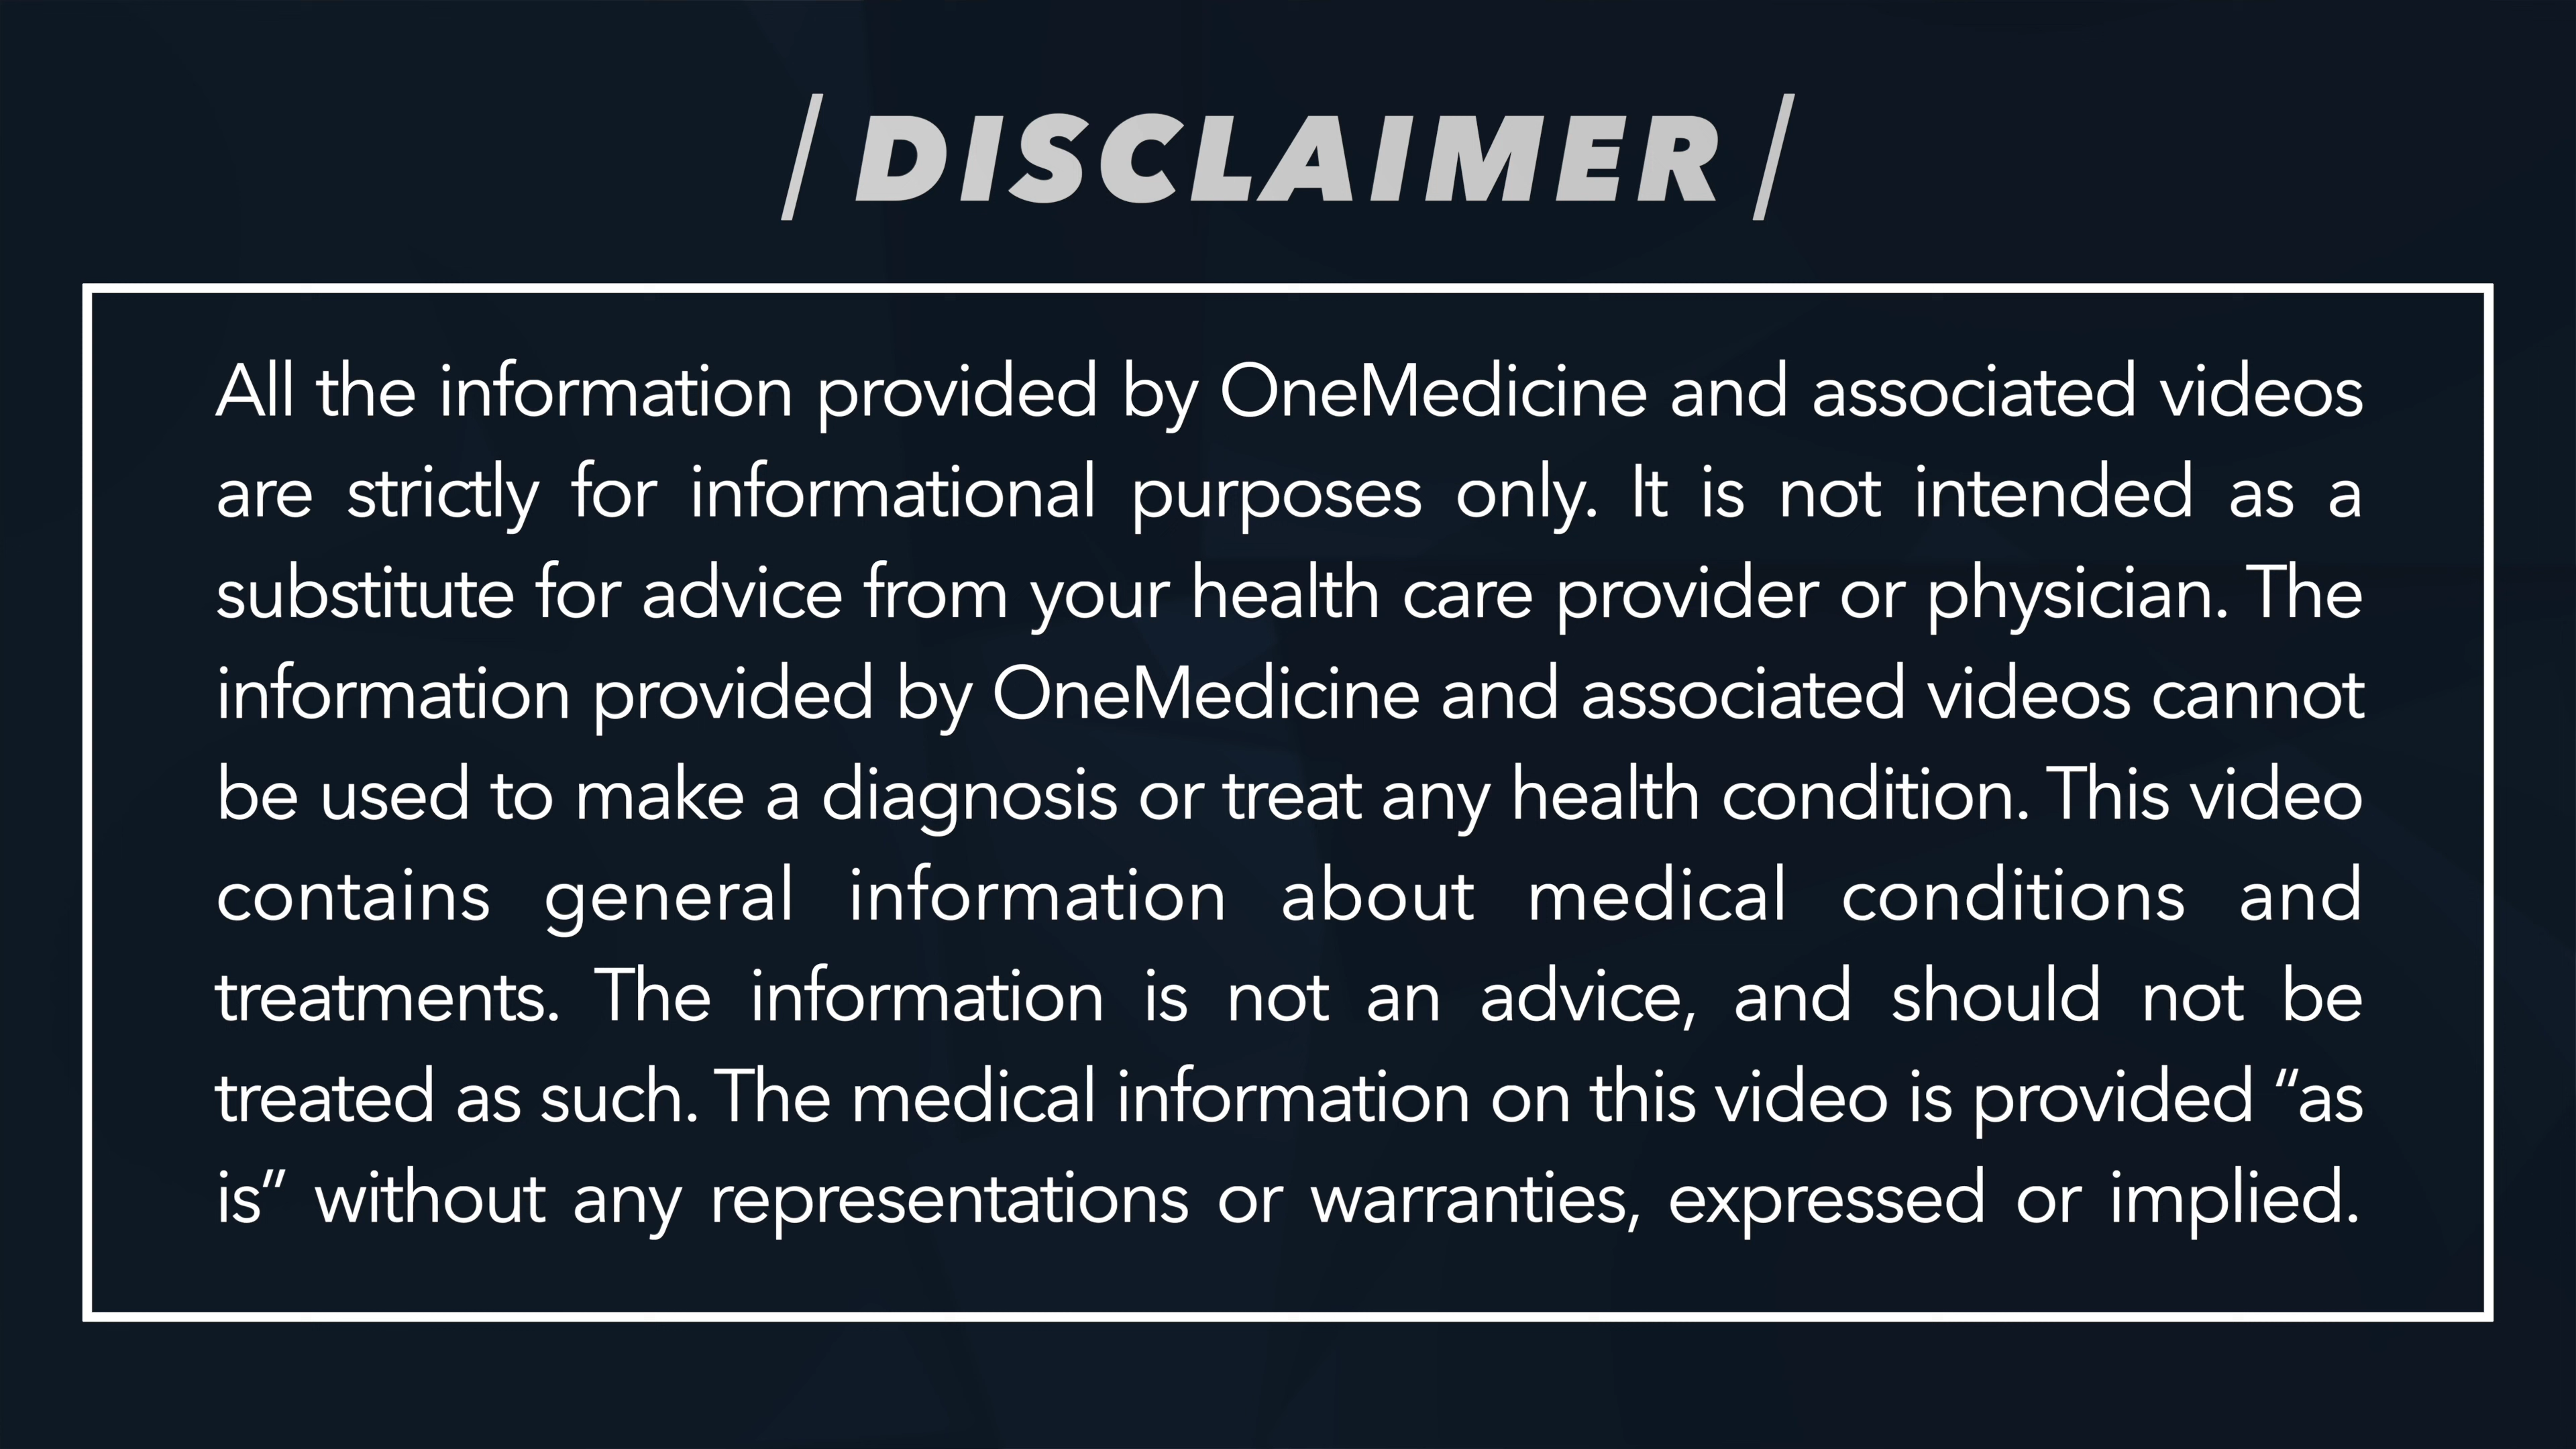 / DISCLAIMER /
All the information provided by OneMedicine and associated videos
are strictly for informational purposes only. It is not intended as a
substitute for advice from your health care provider or physician. The
information provided by OneMedicine and associated videos cannot
be used to make a diagnosis or treat any health condition. This video
contains general information about medical conditions and
treatments. The information is not an advice, and should not be
treated as such. The medical information on this video is provided “as
is” without any representations or warranties, expressed or implied.